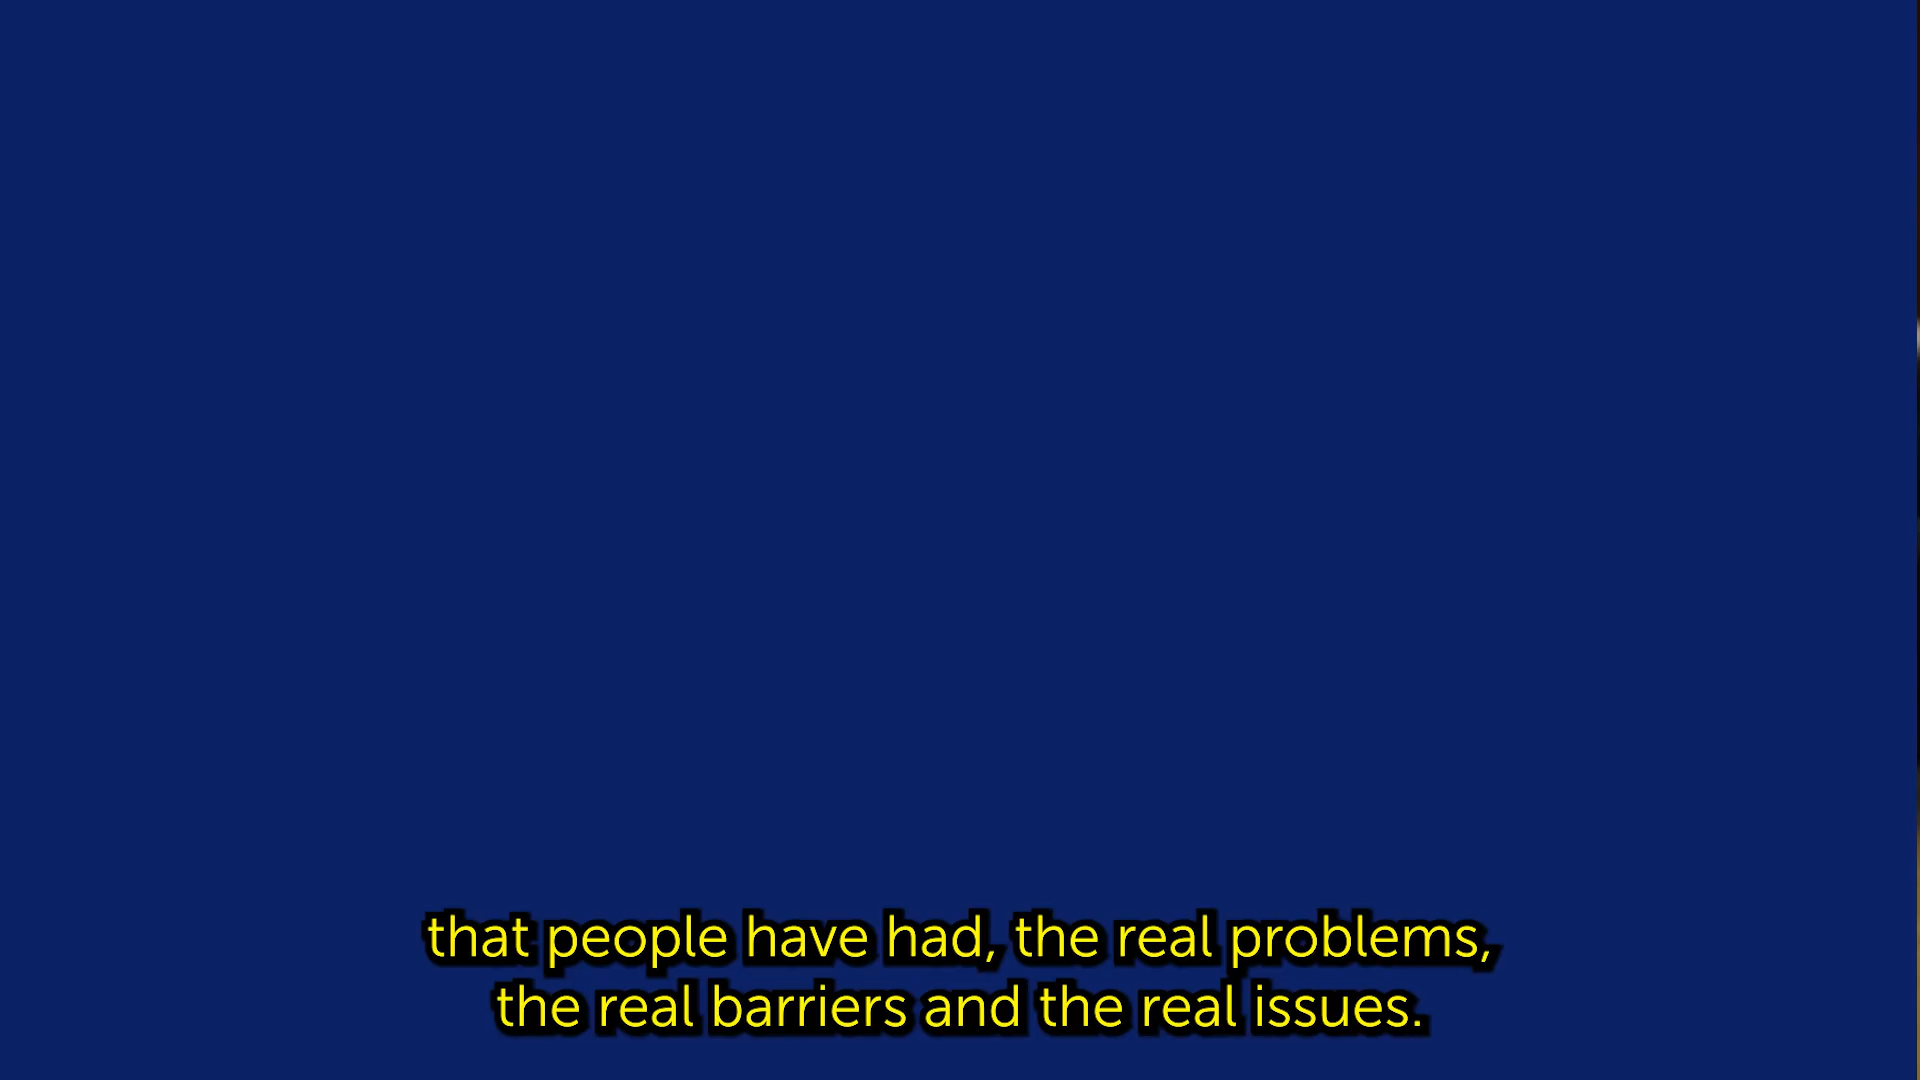 that people have had, the real problems,
the real barriers and the real issues.